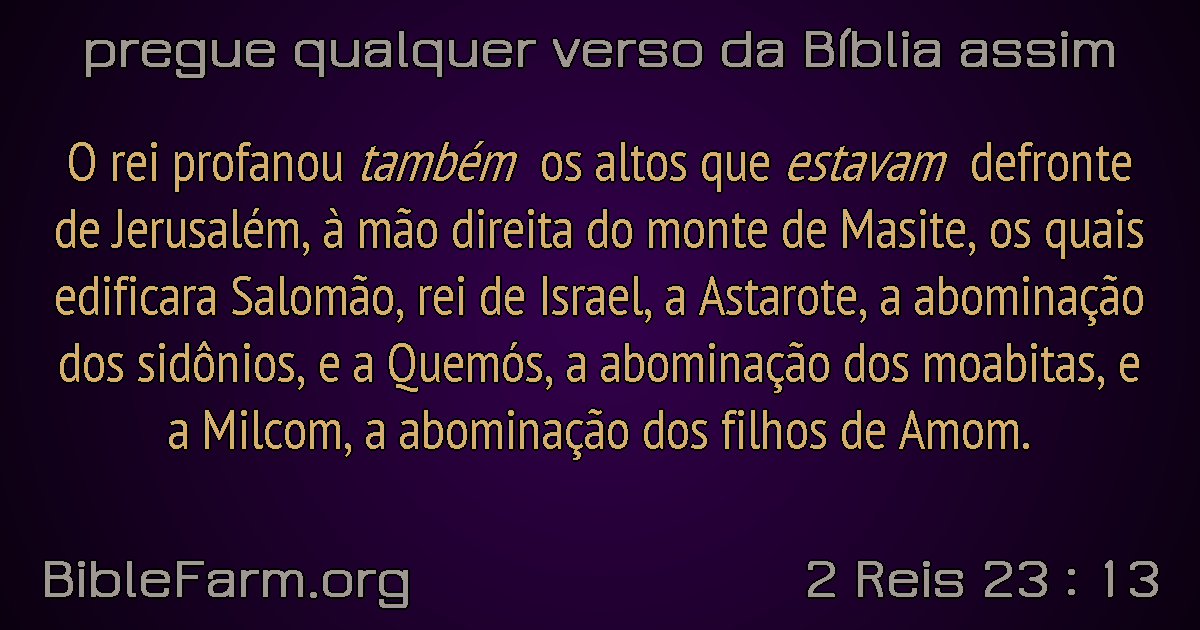 pregue qualquer verso da Bíblia assim
O rei profanou também os altos que estavam defronte
de Jerusalém, à mão direita do monte de Masite, os quais
edificara Salomão, rei de Israel, a Astarote, a abominação
dos sidônios, e a Quemós, a abominação dos moabitas, e
a Milcom, a abominação dos filhos de Amom.
BibleFarm.org
2 Reis 23 : 13